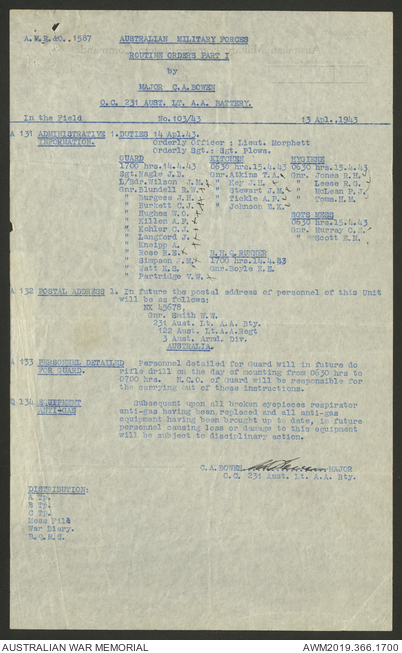 A.W.R.&O. 1587 AUSTRALIAN MILITARY FORCES
ROUTINE ORDERS PART I
by
MAJOR C.A.BOWEN
O.C. 231 AUST. LT. A.A. BATTERY.
In the Field No.103/43 13 Apl.1943
A 131 ADMINISTRATIVE 1.DUTIES 14 Apl.43.
INFORMATION. Orderly Officer : Lieut. Morphett
Orderly Sgt.: Sgt. Plows.
GUARD KITCHEN HYGIENE
1700 hrs.14.4.43 0630 hrs.15.4.43 0630 hrs.15.4.43
Sgt.Nagle J.B. Gnr.Atkins T.A. Gnr. Jones R.H.
L/Bdr.Wilson J.M. " Key J.H. " Leese R.G.
Gnr.Blundell R.W. " Stewart J.M. " McLean P.J.
" Burgess J.H. " Tickle A.F. " Toms H.M.
" Burkett C.J. " Johnson E.K.
" Hughes W.O. BOYS MESS
" Killen A.F. 0630 hrs.15.4.43
" Kohler C.J. Gnr. Murray C.K.
" Langford J. " Scott E.M.
" Kneipp A.
" Rose R.E. B.H.Q RUNNER
" Simpson J.M. 1700 hrs.14.4.43
" Watt K.S. Gnr.Boyle H.E.
" Partridge V.W.
A 132 POSTAL ADDRESS 1. In future the postal address of personnel of this Unit
will be as follows:
NX 45678,
Gnr. Smith W.W.
231 Aust. Lt. A.A. Bty.
122 Aust. Lt. A.A.Regt
3 Aust. Armd. Div.
AUSTRALIA.
A 133 PERSONNEL DETAILED Personnel detailed for Guard will in future do
FOR GUARD. rifle drill on the day of mounting from 0630 hrs to
0700 hrs. N.C.O. of Guard will be responsible for
the carrying out of these instructions.
Q 134 EQUIPMENT Subsequent upon all broken eyepieces respirator
ANTI-GAS anti-gas having been replaced and all anti-gas
equipment having been brought up to date, in future
personnel causing loss or damage to this equipment
will be subject to disciplinary action.
C.A.BOWEN MAJOR
O.C. 231 Aust. Lt. A.A. Bty.
DISTRIBUTION:
A Tp.
B Tp.
C Tp.
Mess File
War Diary.
B.Q.M.S.
AUSTRALIAN WAR MEMORIAL AWM2019.366.1700